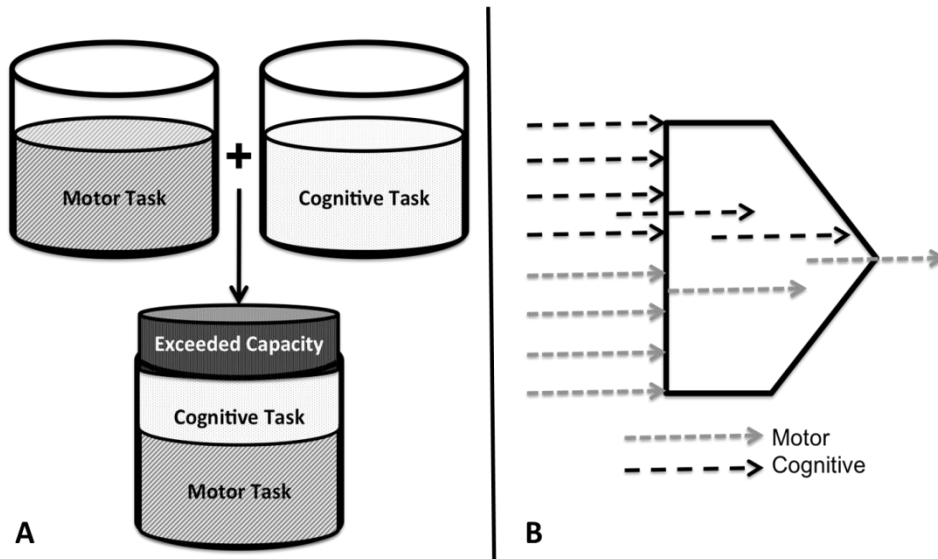 Motor Task
+
Cognitive Task
Exceeded Capacity
Cognitive Task
Motor Task
A
Motor
Cognitive
B